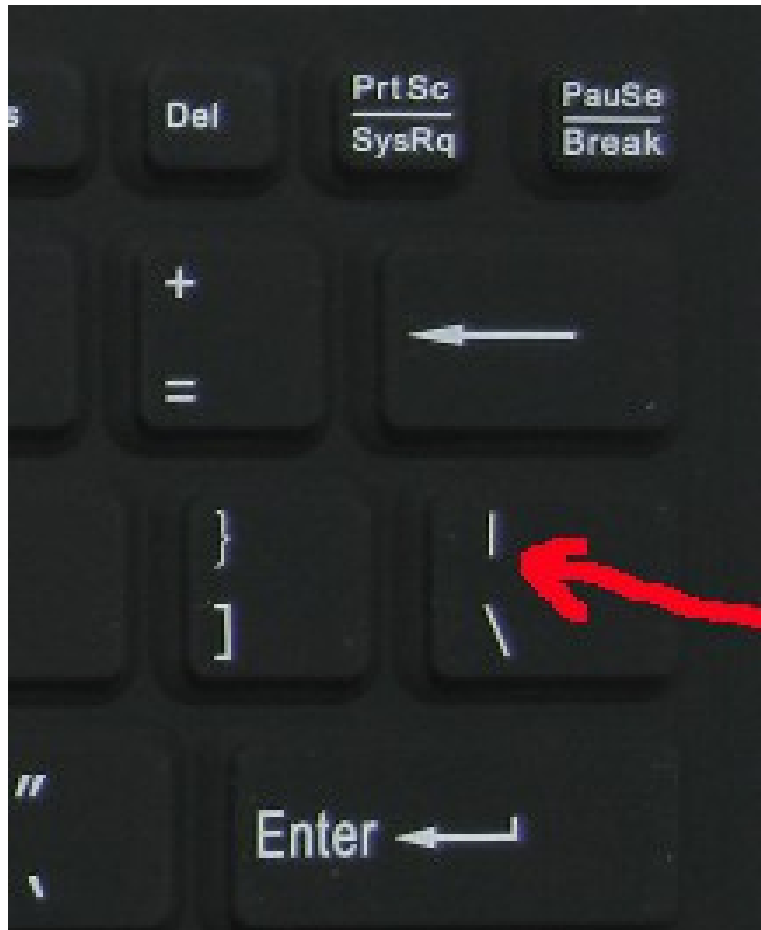 s Del PrtSc PauSe
SysRq Break
+
=
} |
] \
"
'
Enter